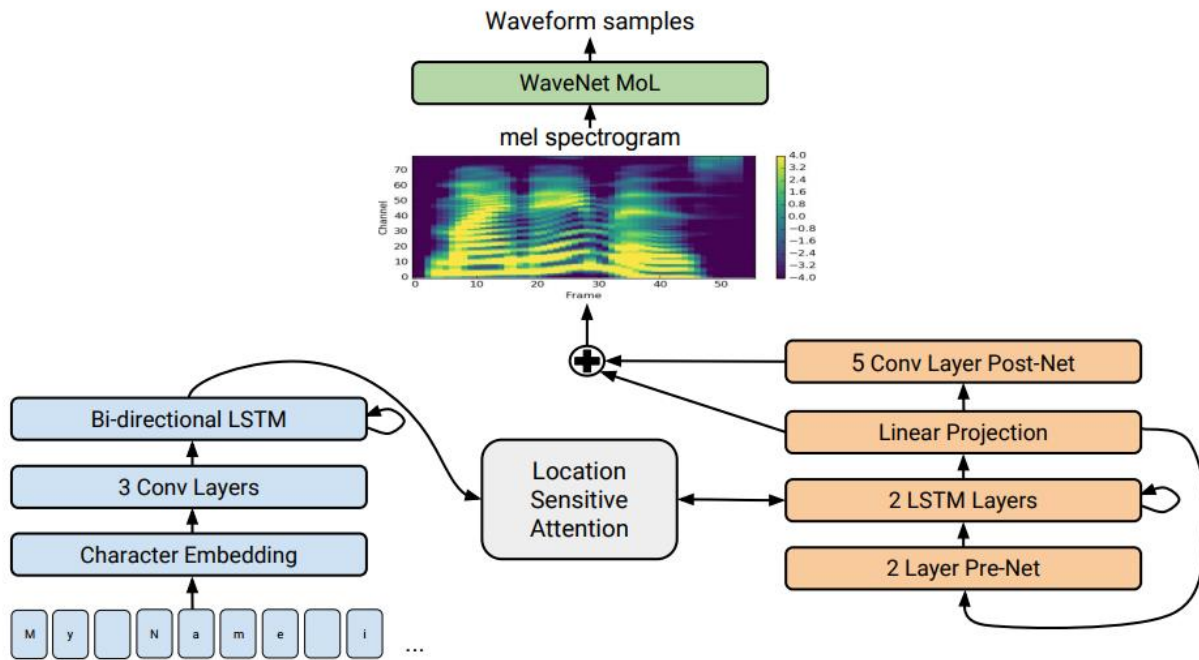 Waveform samples
WaveNet MoL
mel spectrogram
70
60
50
40
30
20
10
0
Channel
0 10 20 30 40 50
Frame
4.0
3.2
2.4
1.6
0.8
0.0
−0.8
−1.6
−2.4
−3.2
−4.0
5 Conv Layer Post-Net
Bi-directional LSTM
Linear Projection
Location
Sensitive
Attention
3 Conv Layers
2 LSTM Layers
Character Embedding
2 Layer Pre-Net
M y N a m e i ...